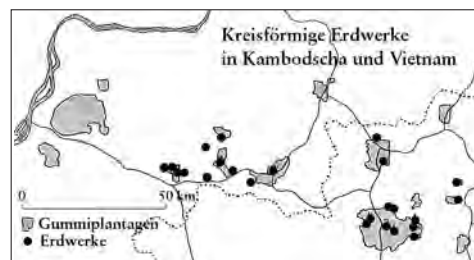 Kreisförmige Erdwerke
in Kambodscha und Vietnam
0 50 km
Gummiplantagen
Erdwerke